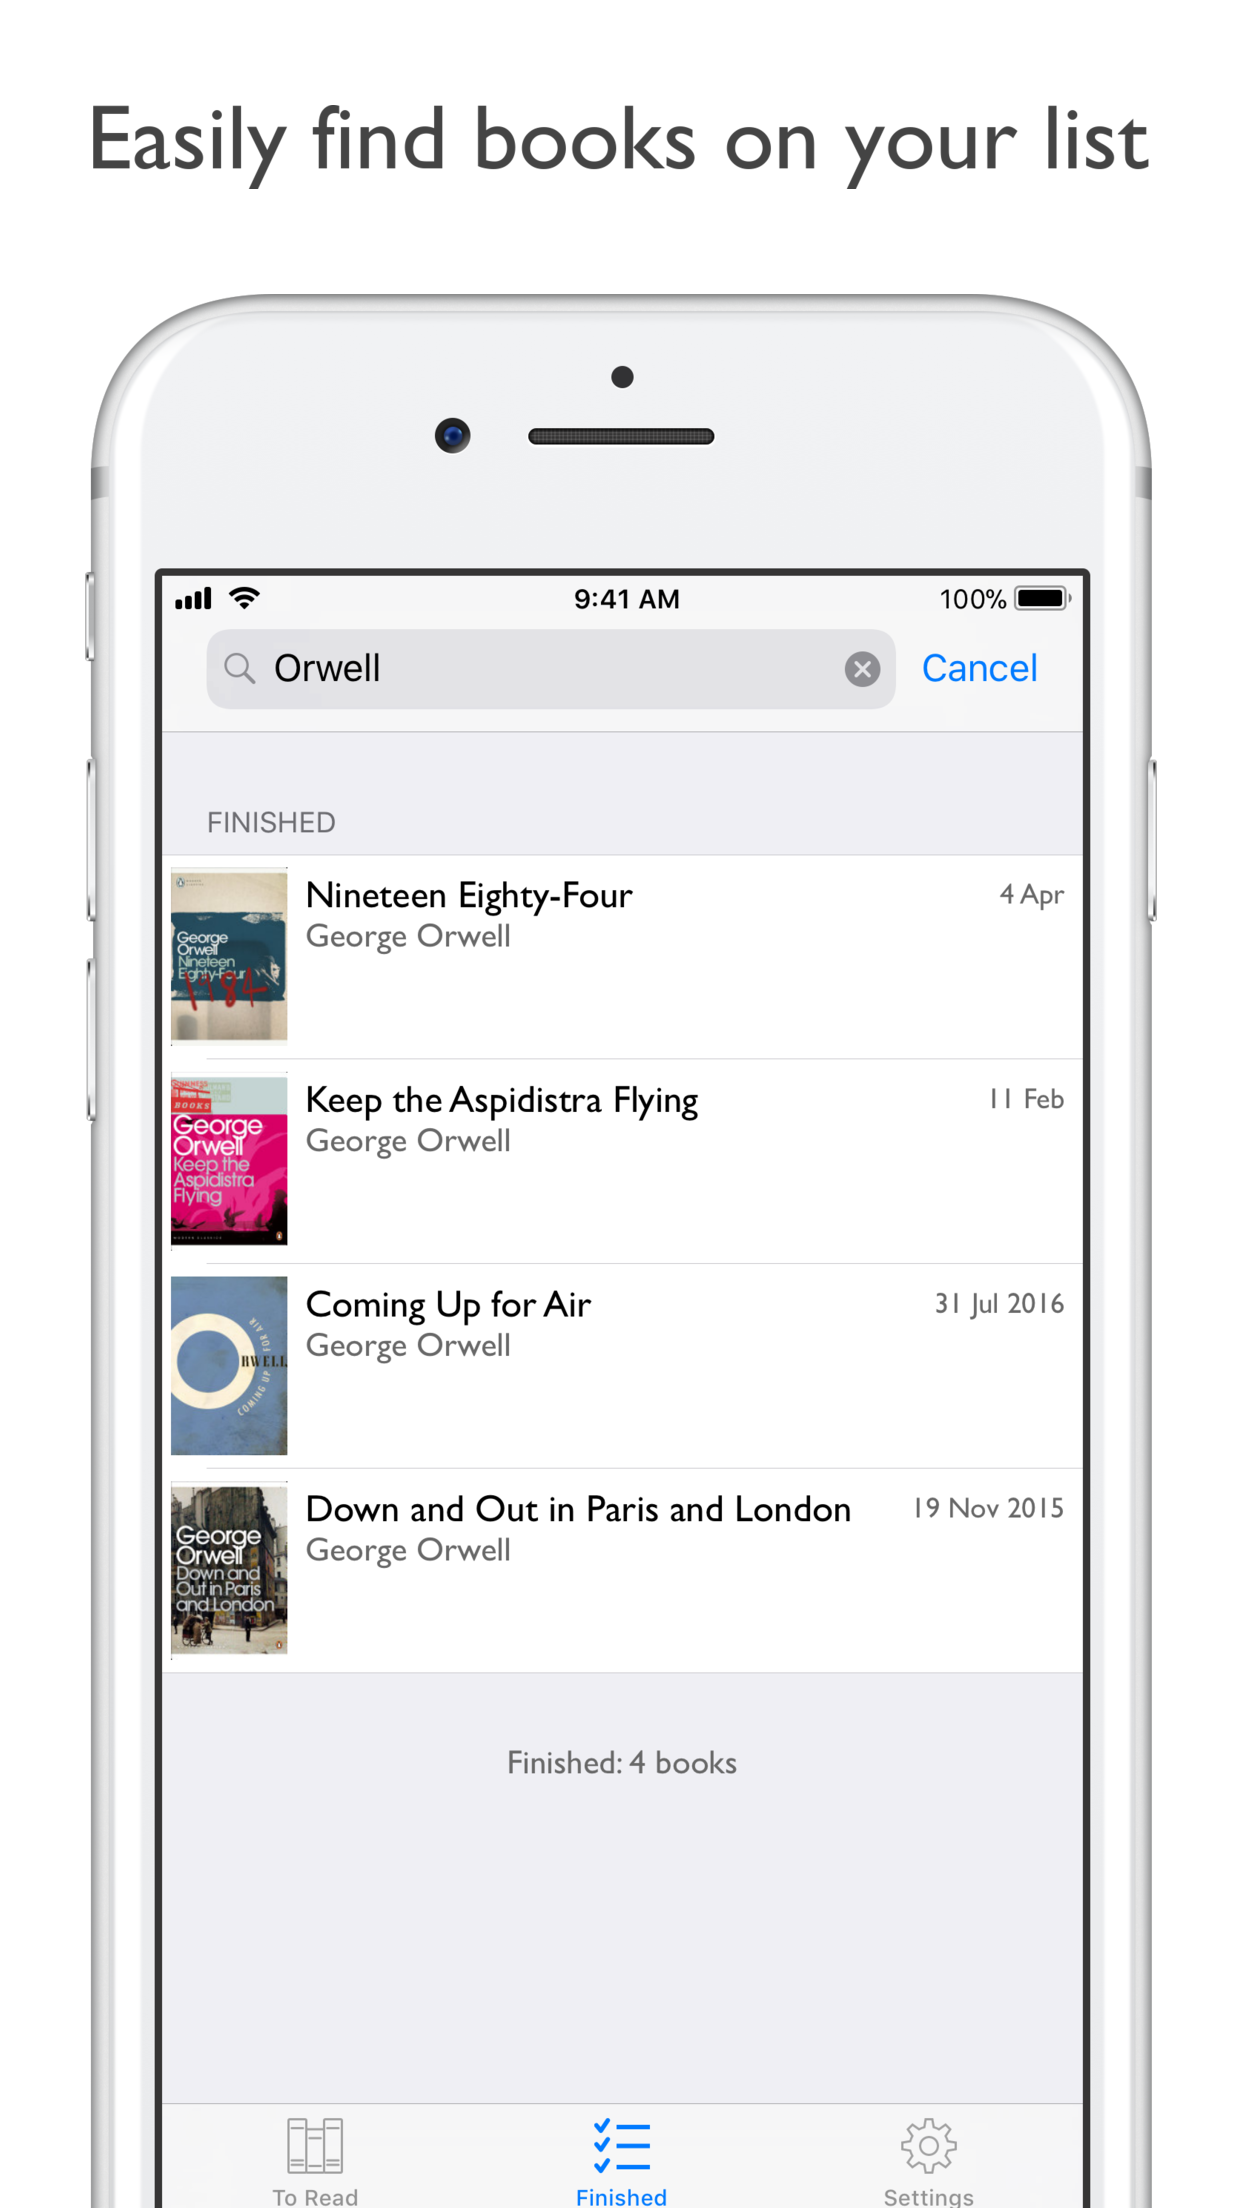 Easily find books on your list
9:41 AM
100%
Orwell
Cancel
FINISHED
George
Orwell
Nineteen
Eighty-Four
1984
Nineteen Eighty-Four
4 Apr
George Orwell
BOOKS
George
Orwell
Keep the
Aspidistra
Flying
MODERN CLASSICS
Keep the Aspidistra Flying
11 Feb
George Orwell
ORWELL
COMING UP FOR AIR
Coming Up for Air
31 Jul 2016
George Orwell
George
Orwell
Down and
Out in Paris
and London
Down and Out in Paris and London
19 Nov 2015
George Orwell
Finished: 4 books
To Read
Finished
Settings